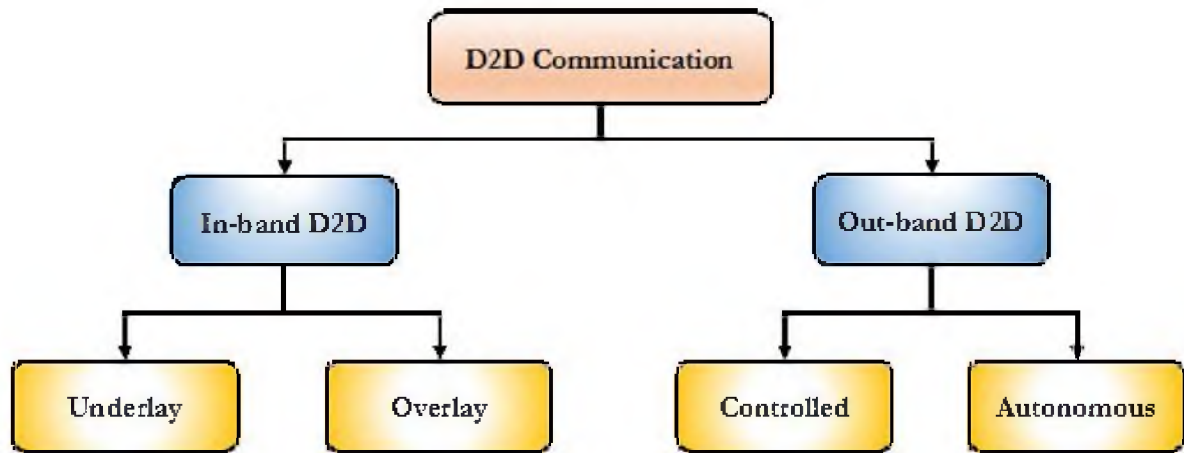 D2D Communication
In-band D2D
Out-band D2D
Underlay
Overlay
Controlled
Autonomous